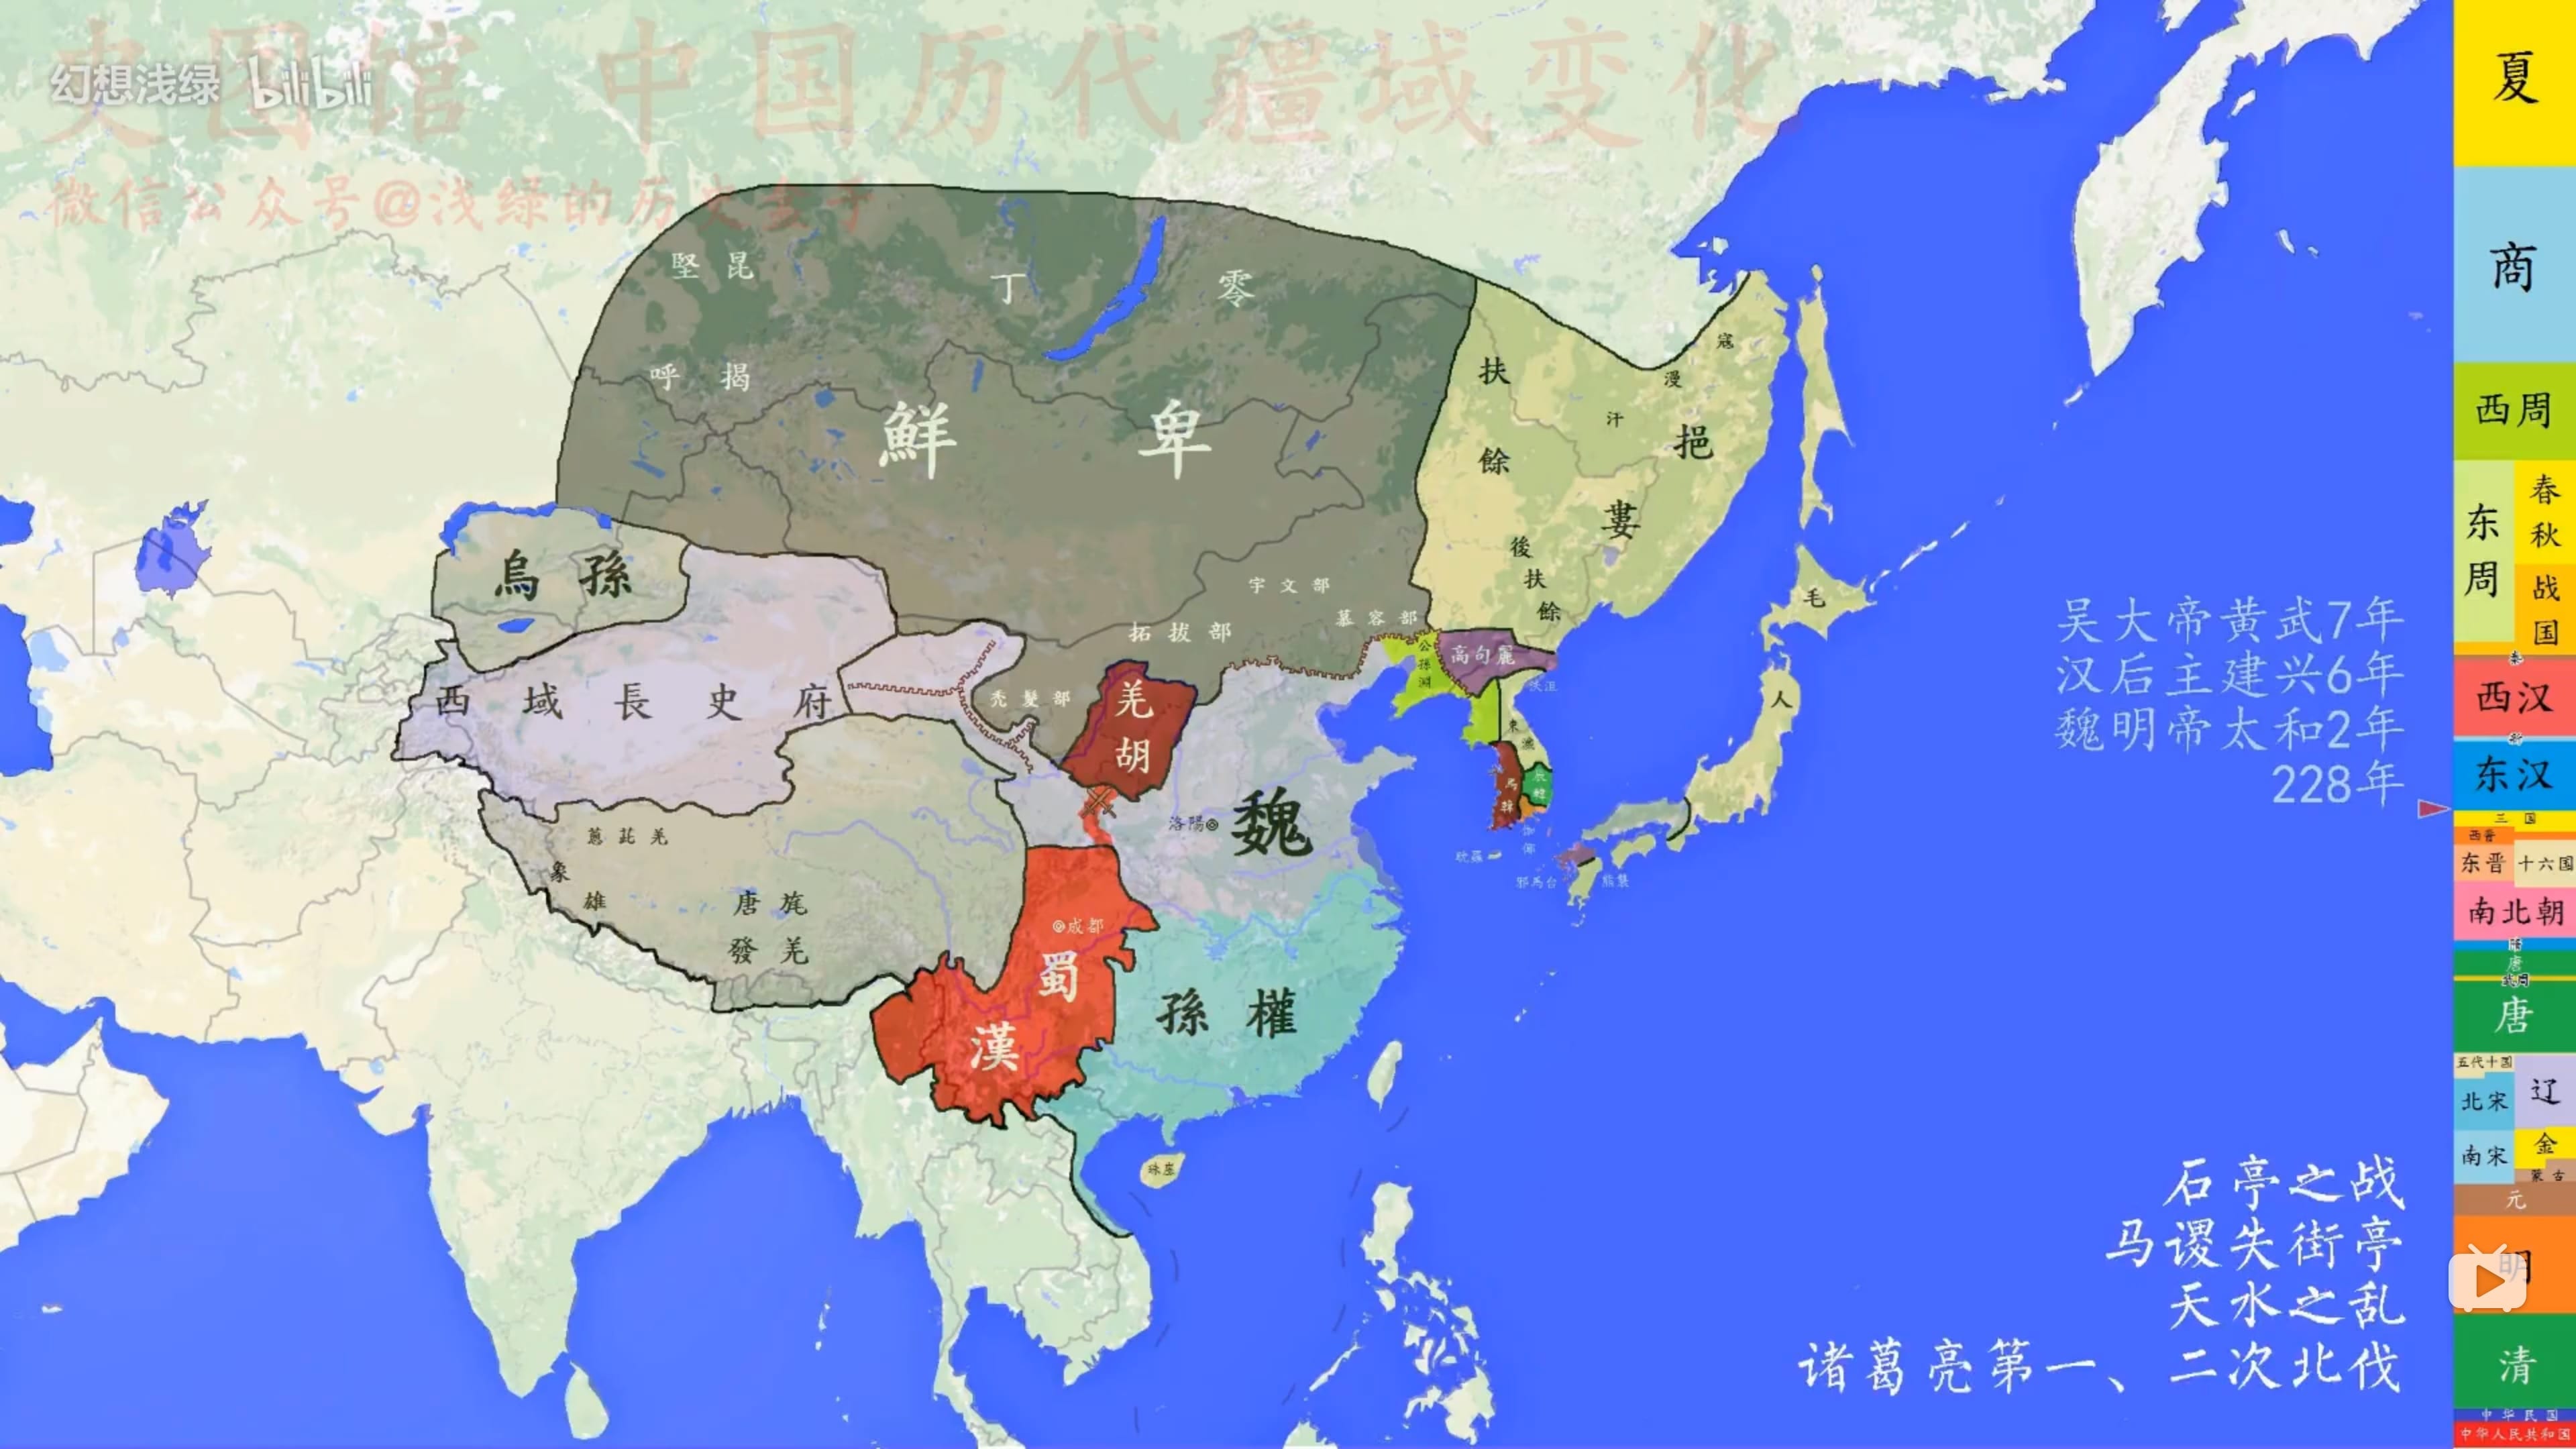 史图馆 中国历代疆域变化
幻想浅绿 bilibili
微信公众号@浅绿的历史
堅昆
丁零
呼揭
鮮卑
扶餘
寇漫汗
挹婁
後扶餘
烏孫
宇文部
慕容部
拓拔部
禿髮部
公孫淵
高句麗
沃沮
東濊
馬韓
辰韓
耽羅
邪馬台
熊襲
毛人
西域長史府
羌胡
洛陽
魏
蔥茈羌
象雄
唐旄
發羌
成都
蜀漢
孫權
珠崖
吴大帝黄武7年
汉后主建兴6年
魏明帝太和2年
228年
石亭之战
马谡失街亭
天水之乱
诸葛亮第一、二次北伐
夏
商
西周
东周
春秋
战国
秦
西汉
新
东汉
三国
西晋
东晋
十六国
南北朝
隋
唐
武周
唐
五代十国
辽
北宋
南宋
金
蒙古
元
明
清
中华民国
中华人民共和国